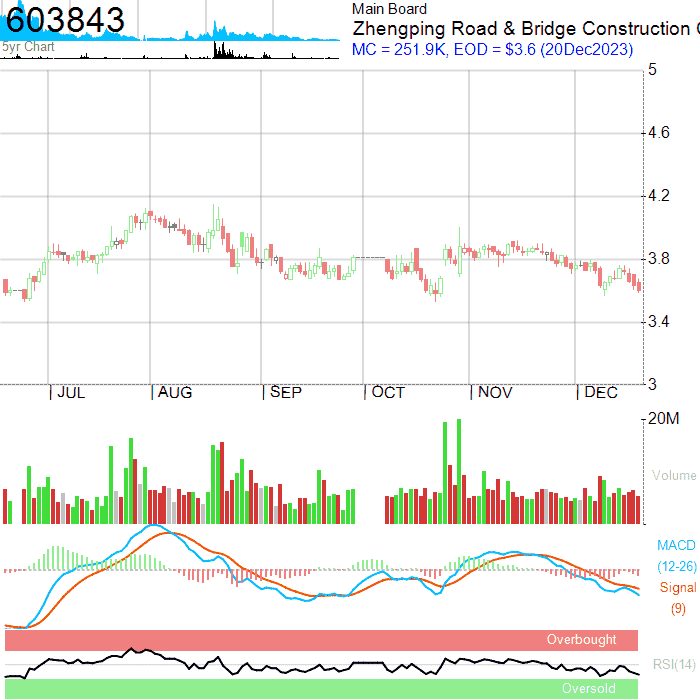 603843
5yr Chart
Main Board
Zhengping Road & Bridge Construction
MC = 251.9K, EOD = $3.6 (20Dec2023)
5
4.6
4.2
3.8
3.4
3
JUL AUG SEP OCT NOV DEC
20M
Volume
MACD
(12-26)
Signal
(9)
Overbought
RSI(14)
Oversold